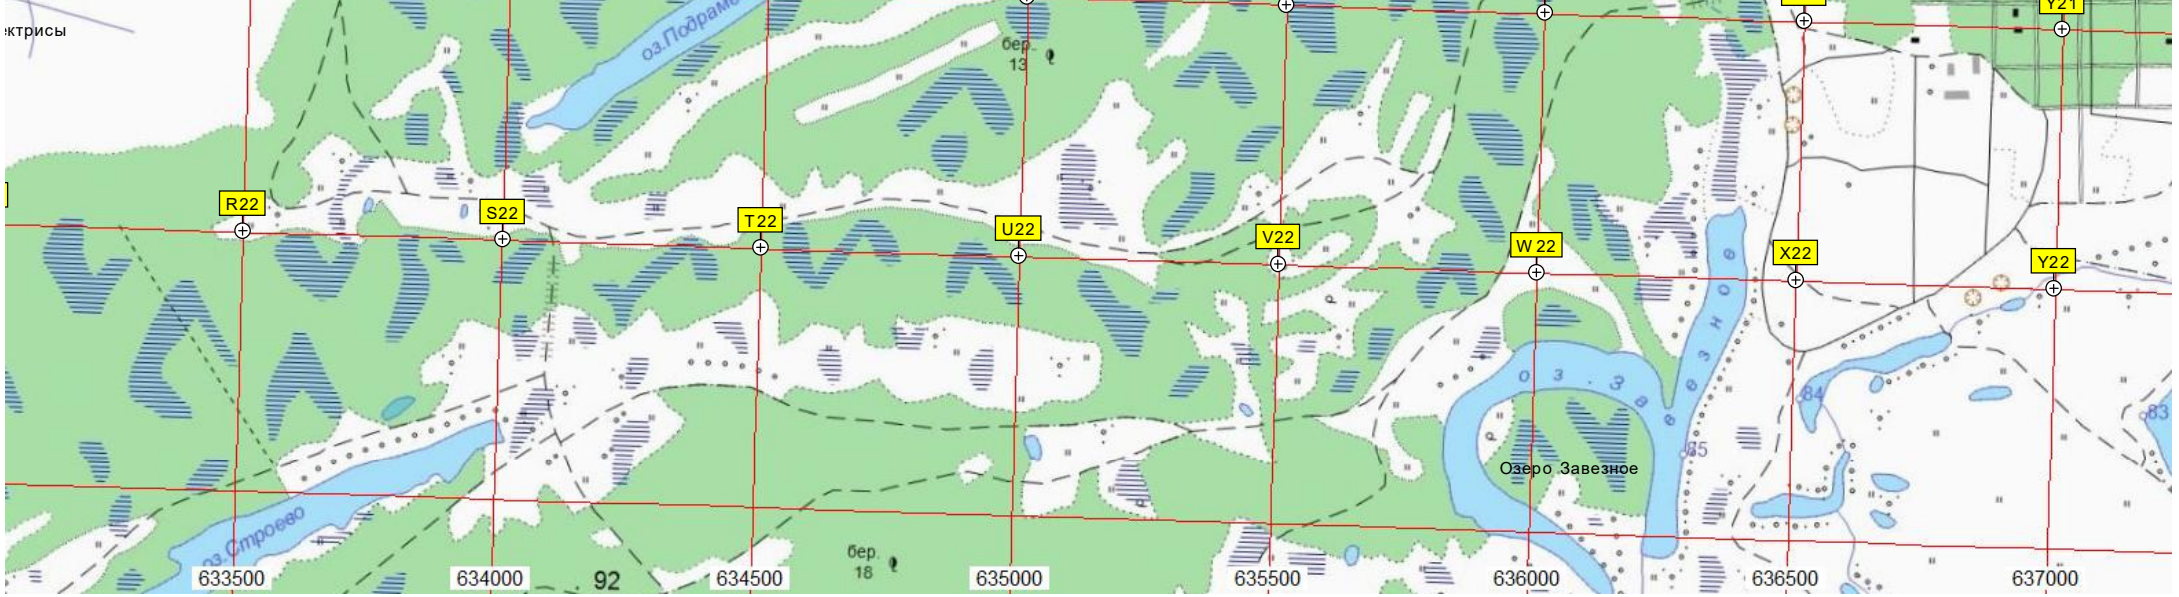 Y21
ектрисы
оз.Подраме
бер.
13
R22
S22
T22
U22
V22
W 22
X22
Y22
оз. Завезное
84
83
85
Озеро Завезное
оз.Строево
бер.
18
92
633500
634000
634500
635000
635500
636000
636500
637000